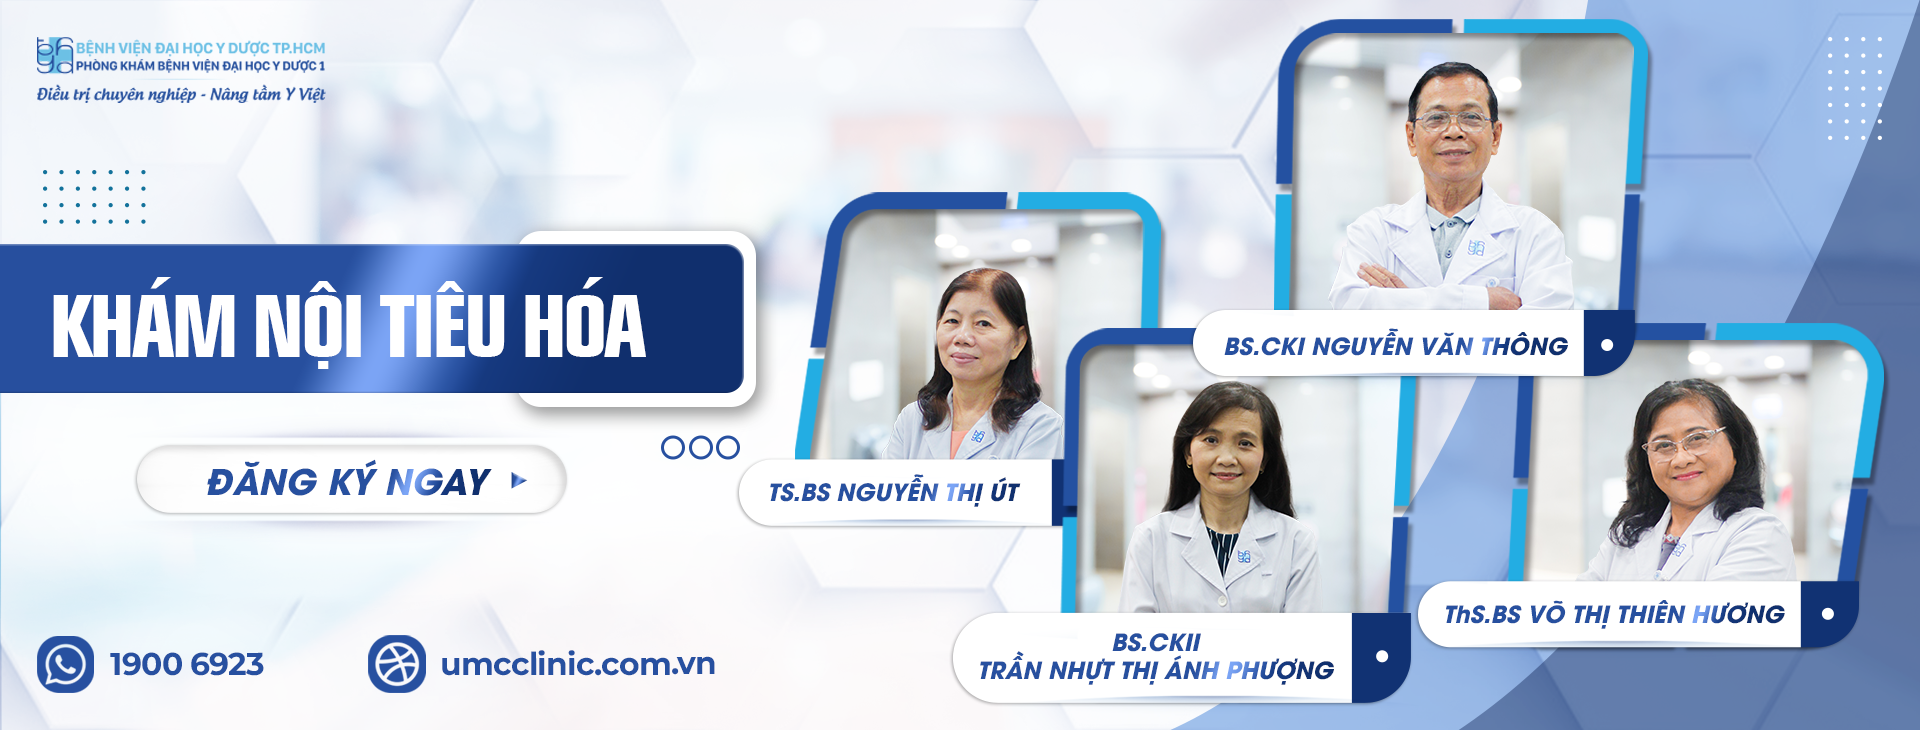 BỆNH VIỆN ĐẠI HỌC Y DƯỢC TP.HCM
PHÒNG KHÁM BỆNH VIỆN ĐẠI HỌC Y DƯỢC 1
Điều trị chuyên nghiệp - Nâng tầm Y Việt
KHÁM NỘI TIÊU HÓA
ĐĂNG KÝ NGAY
1900 6923
umcclinic.com.vn
BS.CKI NGUYỄN VĂN THÔNG
TS.BS NGUYỄN THỊ ÚT
BS.CKII
TRẦN NHỰT THỊ ÁNH PHƯỢNG
ThS.BS VÕ THỊ THIÊN HƯƠNG